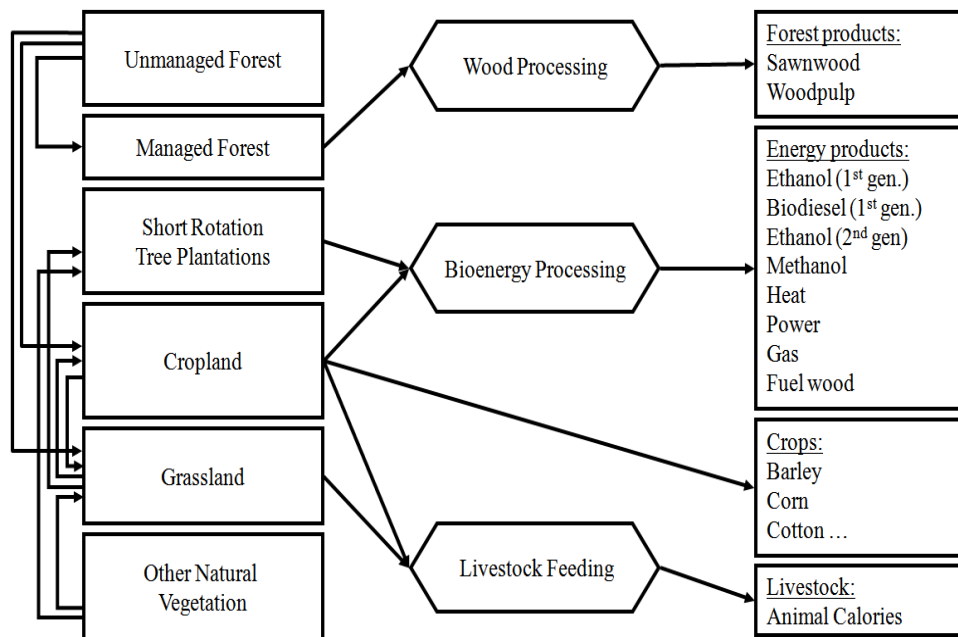 Unmanaged Forest
Managed Forest
Short Rotation
Tree Plantations
Cropland
Grassland
Other Natural
Vegetation
Wood Processing
Bioenergy Processing
Livestock Feeding
Forest products:
Sawnwood
Woodpulp
Energy products:
Ethanol (1st gen.)
Biodiesel (1st gen.)
Ethanol (2nd gen)
Methanol
Heat
Power
Gas
Fuel wood
Crops:
Barley
Corn
Cotton ...
Livestock:
Animal Calories